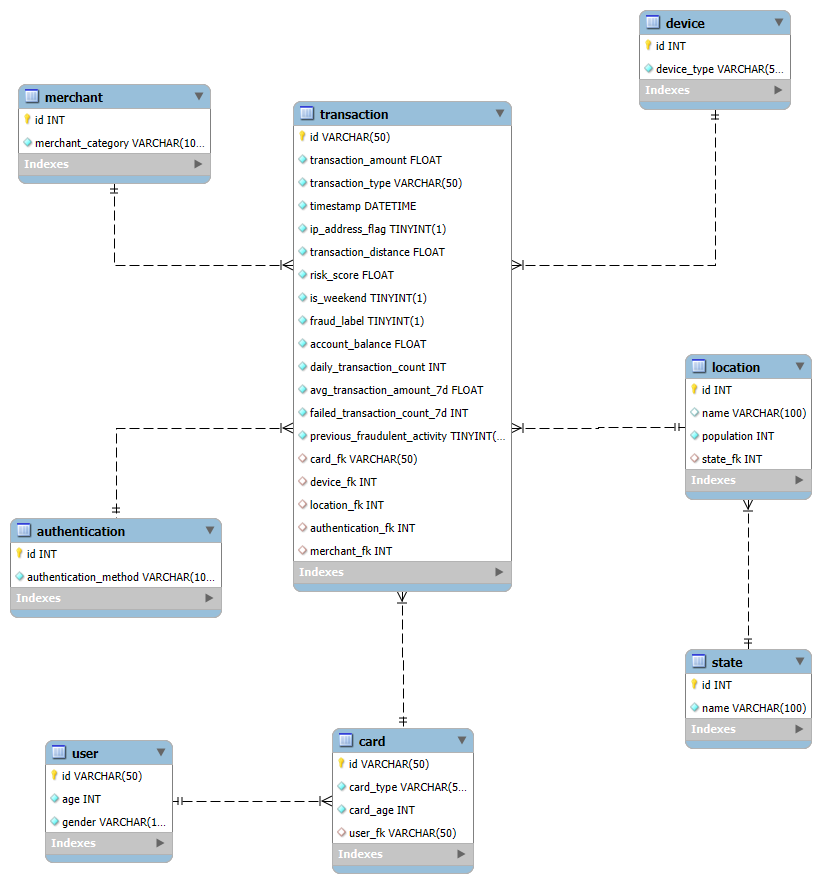 device
id INT
device_type VARCHAR(5...
Indexes
merchant
id INT
merchant_category VARCHAR(10...
Indexes
transaction
id VARCHAR(50)
transaction_amount FLOAT
transaction_type VARCHAR(50)
timestamp DATETIME
ip_address_flag TINYINT(1)
transaction_distance FLOAT
risk_score FLOAT
is_weekend TINYINT(1)
fraud_label TINYINT(1)
account_balance FLOAT
daily_transaction_count INT
avg_transaction_amount_7d FLOAT
failed_transaction_count_7d INT
previous_fraudulent_activity TINYINT(...
card_fk VARCHAR(50)
device_fk INT
location_fk INT
authentication_fk INT
merchant_fk INT
Indexes
location
id INT
name VARCHAR(100)
population INT
state_fk INT
Indexes
authentication
id INT
authentication_method VARCHAR(10...
Indexes
state
id INT
name VARCHAR(100)
Indexes
user
id VARCHAR(50)
age INT
gender VARCHAR(1...
Indexes
card
id VARCHAR(50)
card_type VARCHAR(5...
card_age INT
user_fk VARCHAR(50)
Indexes